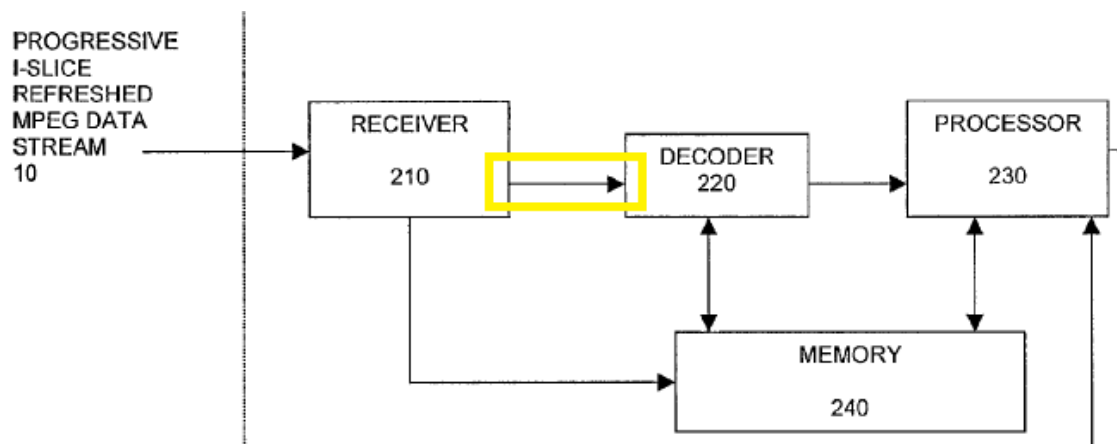 PROGRESSIVE
I-SLICE
REFRESHED
MPEG DATA
STREAM
10
RECEIVER
210
DECODER
220
PROCESSOR
230
MEMORY
240